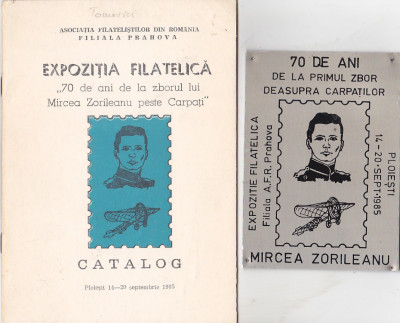 ASOCIAȚIA FILATELIȘTILOR DIN ROMÂNIA
FILIALA PRAHOVA
EXPOZIȚIA FILATELICĂ
„70 de ani de la zborul lui
Mircea Zorileanu peste Carpați"
CATALOG
Ploiești 14—20 septembrie 1985
70 DE ANI
DE LA PRIMUL ZBOR
DEASUPRA CARPAȚILOR
EXPOZIȚIE FILATELICA
Filiala A.F.R. Prahova
PLOIEȘTI
14-20·SEPT·1985
MIRCEA ZORILEANU